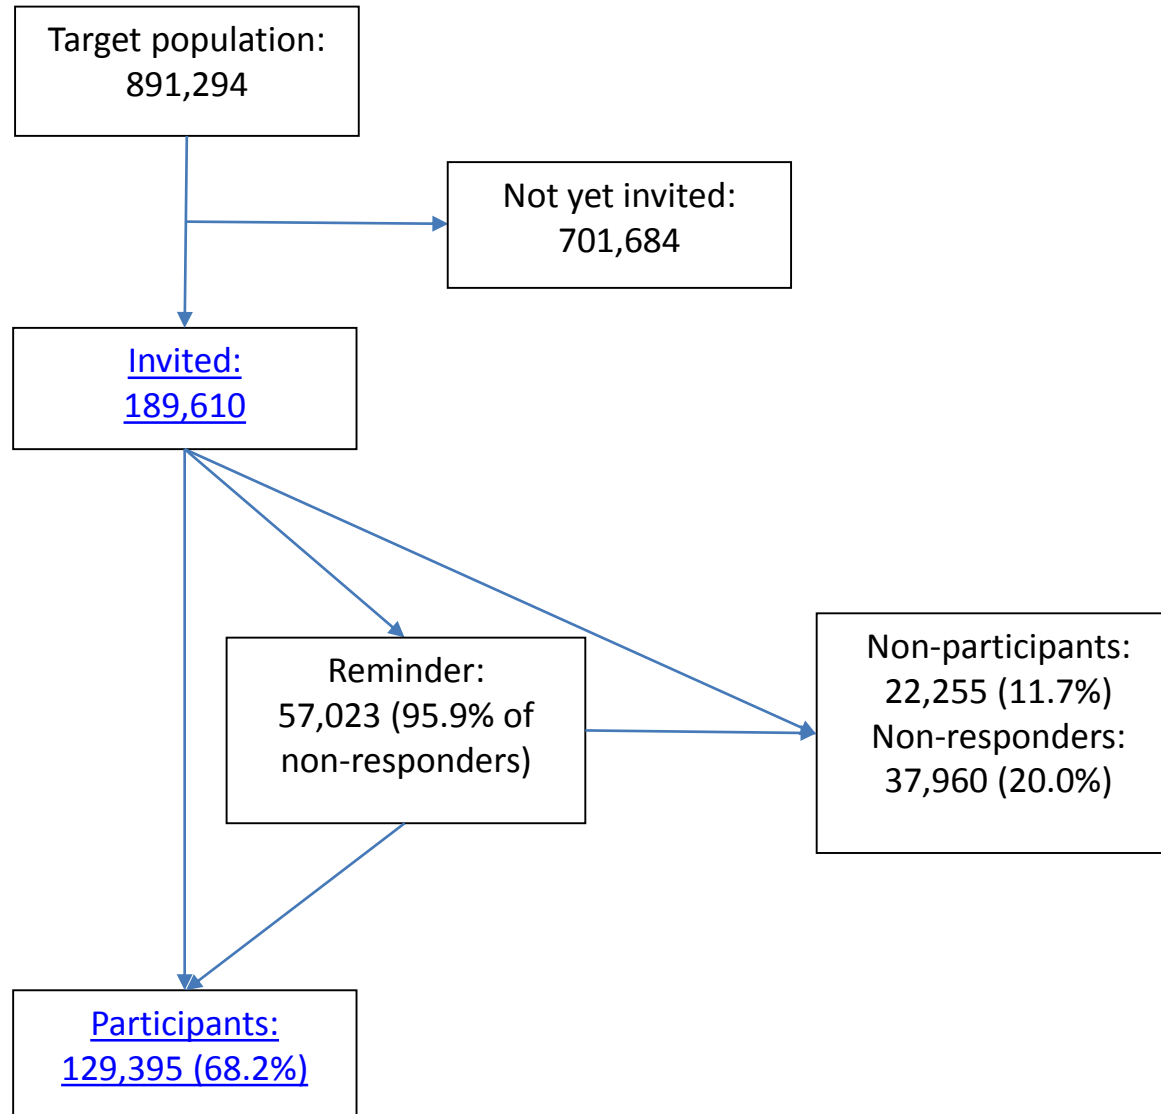 Target population:
891,294
Not yet invited:
701,684
Invited:
189,610
Reminder:
57,023 (95.9% of
non-responders)
Non-participants:
22,255 (11.7%)
Non-responders:
37,960 (20.0%)
Participants:
129,395 (68.2%)